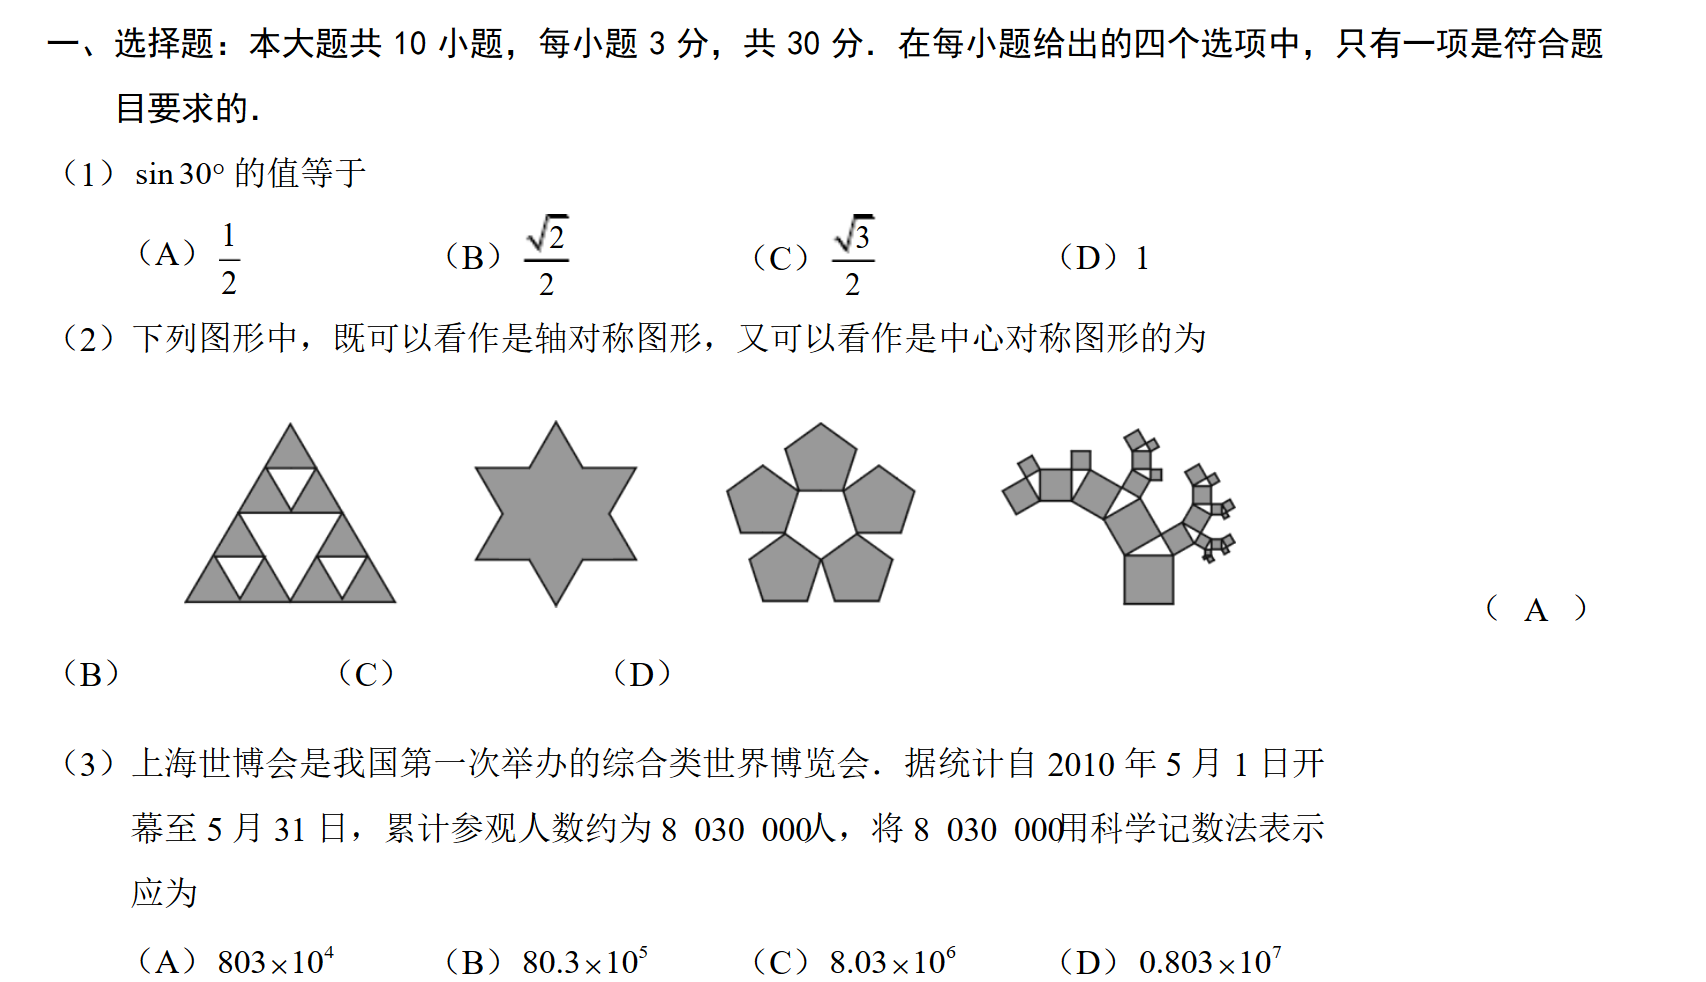 一、选择题：本大题共 10 小题，每小题 3 分，共 30 分．在每小题给出的四个选项中，只有一项是符合题
目要求的．
（1）sin30° 的值等于
（A）1/2 （B）√2/2 （C）√3/2 （D）1
（2）下列图形中，既可以看作是轴对称图形，又可以看作是中心对称图形的为
（ A ）
（B） （C） （D）
（3）上海世博会是我国第一次举办的综合类世界博览会．据统计自 2010 年 5 月 1 日开
幕至 5 月 31 日，累计参观人数约为 8 030 000人，将 8 030 000用科学记数法表示
应为
（A）803×10⁴ （B）80.3×10⁵ （C）8.03×10⁶ （D）0.803×10⁷